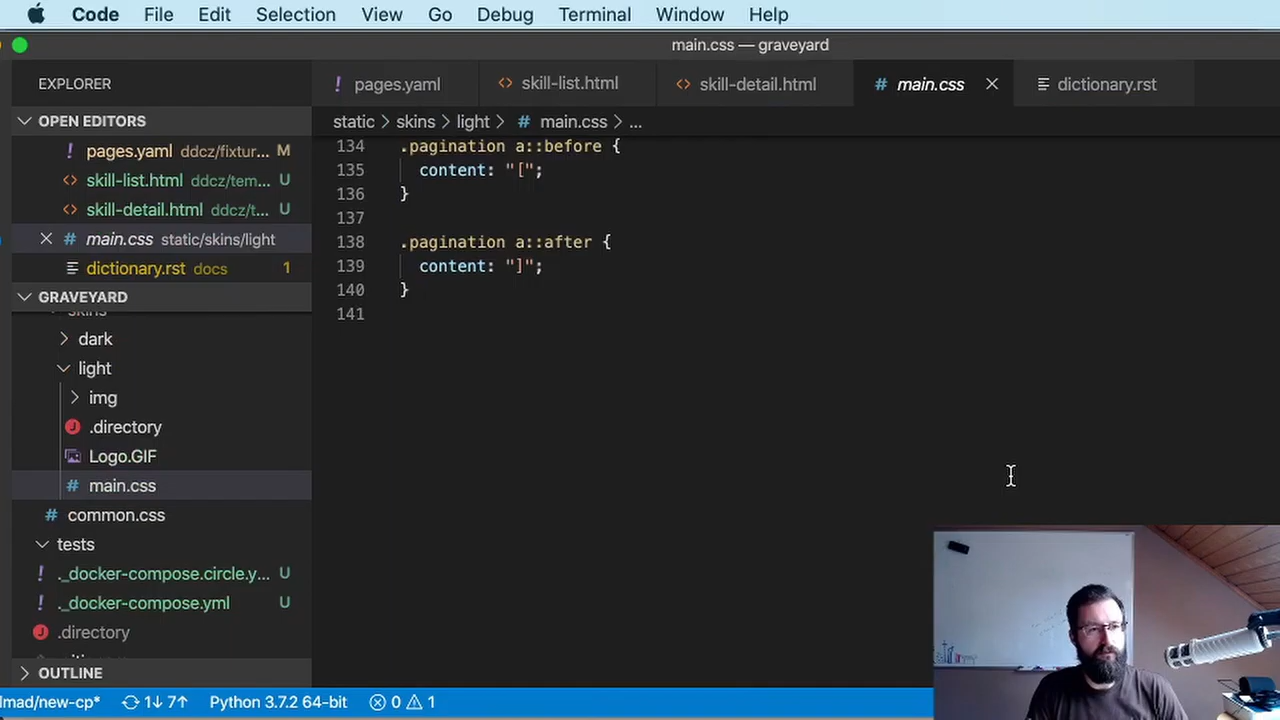 Code File Edit Selection View Go Debug Terminal Window Help
main.css — graveyard
EXPLORER
pages.yaml skill-list.html skill-detail.html main.css dictionary.rst
OPEN EDITORS
static > skins > light > # main.css > ...
pages.yaml ddcz/fixtur... M
skill-list.html ddcz/tem... U
skill-detail.html ddcz/t... U
# main.css static/skins/light
dictionary.rst docs 1
GRAVEYARD
dark
light
img
.directory
Logo.GIF
# main.css
# common.css
tests
! ._docker-compose.circle.y... U
! ._docker-compose.yml U
.directory
OUTLINE
134 .pagination a::before {
135 content: "[";
136 }
137
138 .pagination a::after {
139 content: "]";
140 }
141
lmad/new-cp* 1↓ 7↑ Python 3.7.2 64-bit 0 1